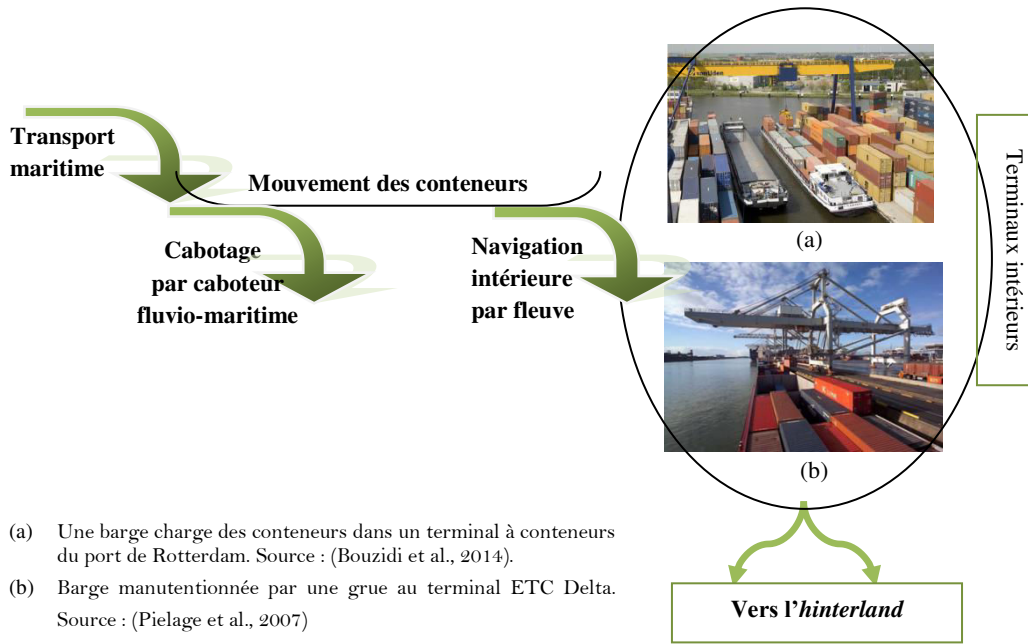 Transport
maritime
Mouvement des conteneurs
Cabotage
par caboteur
fluvio-maritime
Navigation
intérieure
par fleuve
(a)
(b)
Terminaux intérieurs
(a) Une barge charge des conteneurs dans un terminal à conteneurs
du port de Rotterdam. Source : (Bouzidi et al., 2014).
(b) Barge manutentionnée par une grue au terminal ETC Delta.
Source : (Pielage et al., 2007)
Vers l'hinterland